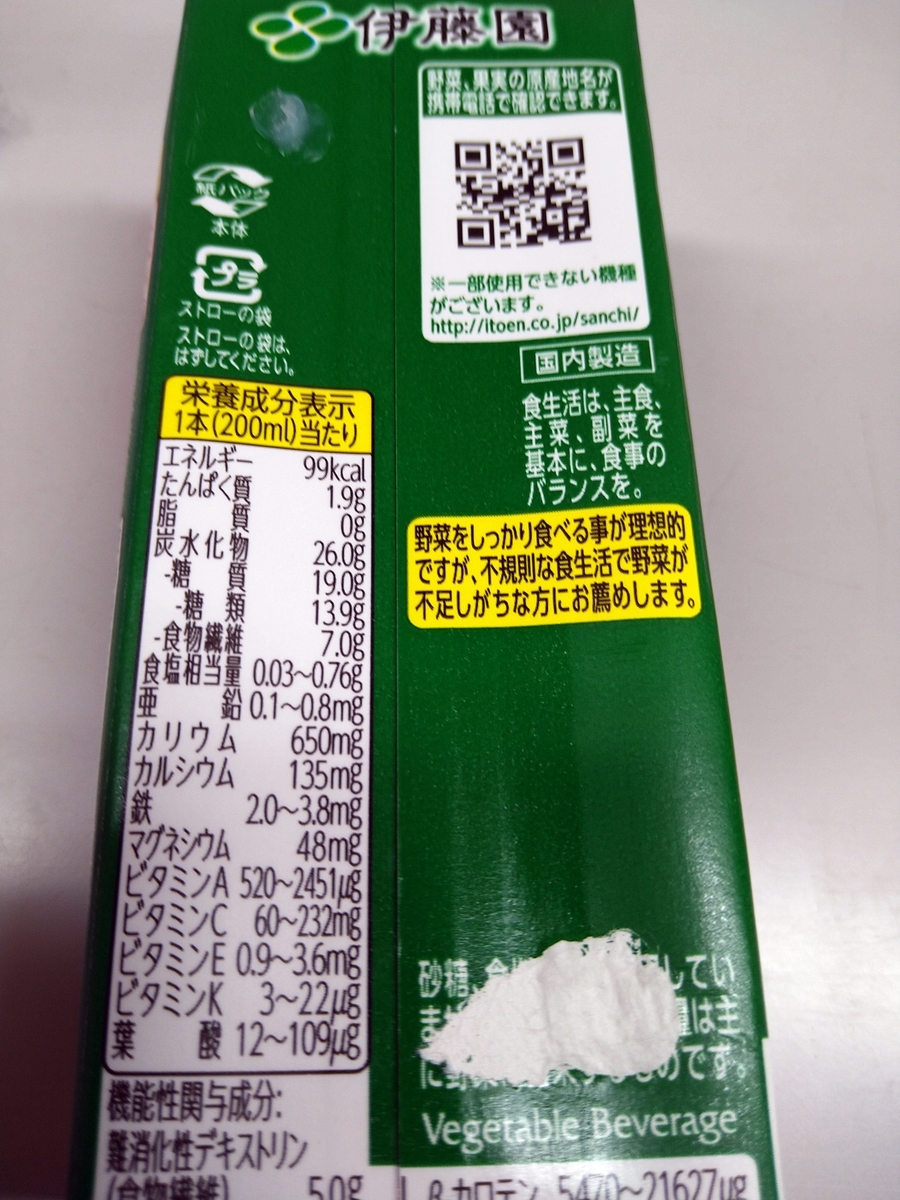 伊藤園
野菜、果実の原産地名が
携帯電話で確認できます。
※一部使用できない機種
がございます。
http://itoen.co.jp/sanchi/
紙パック
本体
プラ
ストローの袋
ストローの袋は、
はずしてください。
国内製造
食生活は、主食、
主菜、副菜を
基本に、食事の
バランスを。
野菜をしっかり食べる事が理想的
ですが、不規則な食生活で野菜が
不足しがちな方にお薦めします。
栄養成分表示
1本(200ml)当たり
エネルギー 99kcal
たんぱく質 1.9g
脂質 0g
炭水化物 26.0g
-糖質 19.0g
-糖類 13.9g
-食物繊維 7.0g
食塩相当量 0.03~0.76g
亜鉛 0.1~0.8mg
カリウム 650mg
カルシウム 135mg
鉄 2.0~3.8mg
マグネシウム 48mg
ビタミンA 520~2451μg
ビタミンC 60~232mg
ビタミンE 0.9~3.6mg
ビタミンK 3~22μg
葉酸 12~109μg
機能性関与成分:
難消化性デキストリン
(食物繊維) 5.0g
砂糖、してい
は主
のです。
Vegetable Beverage
βカロテン 5470~21627μg